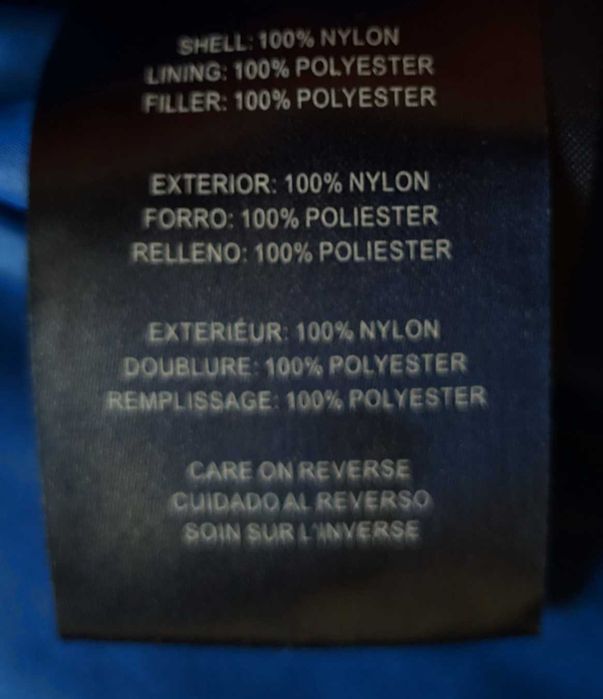 SHELL: 100% NYLON
LINING: 100% POLYESTER
FILLER: 100% POLYESTER
EXTERIOR: 100% NYLON
FORRO: 100% POLIESTER
RELLENO: 100% POLIESTER
EXTERIÉUR: 100% NYLON
DOUBLURE: 100% POLYESTER
REMPLISSAGE: 100% POLYESTER
CARE ON REVERSE
CUIDADO AL REVERSO
SOIN SUR L'INVERSE